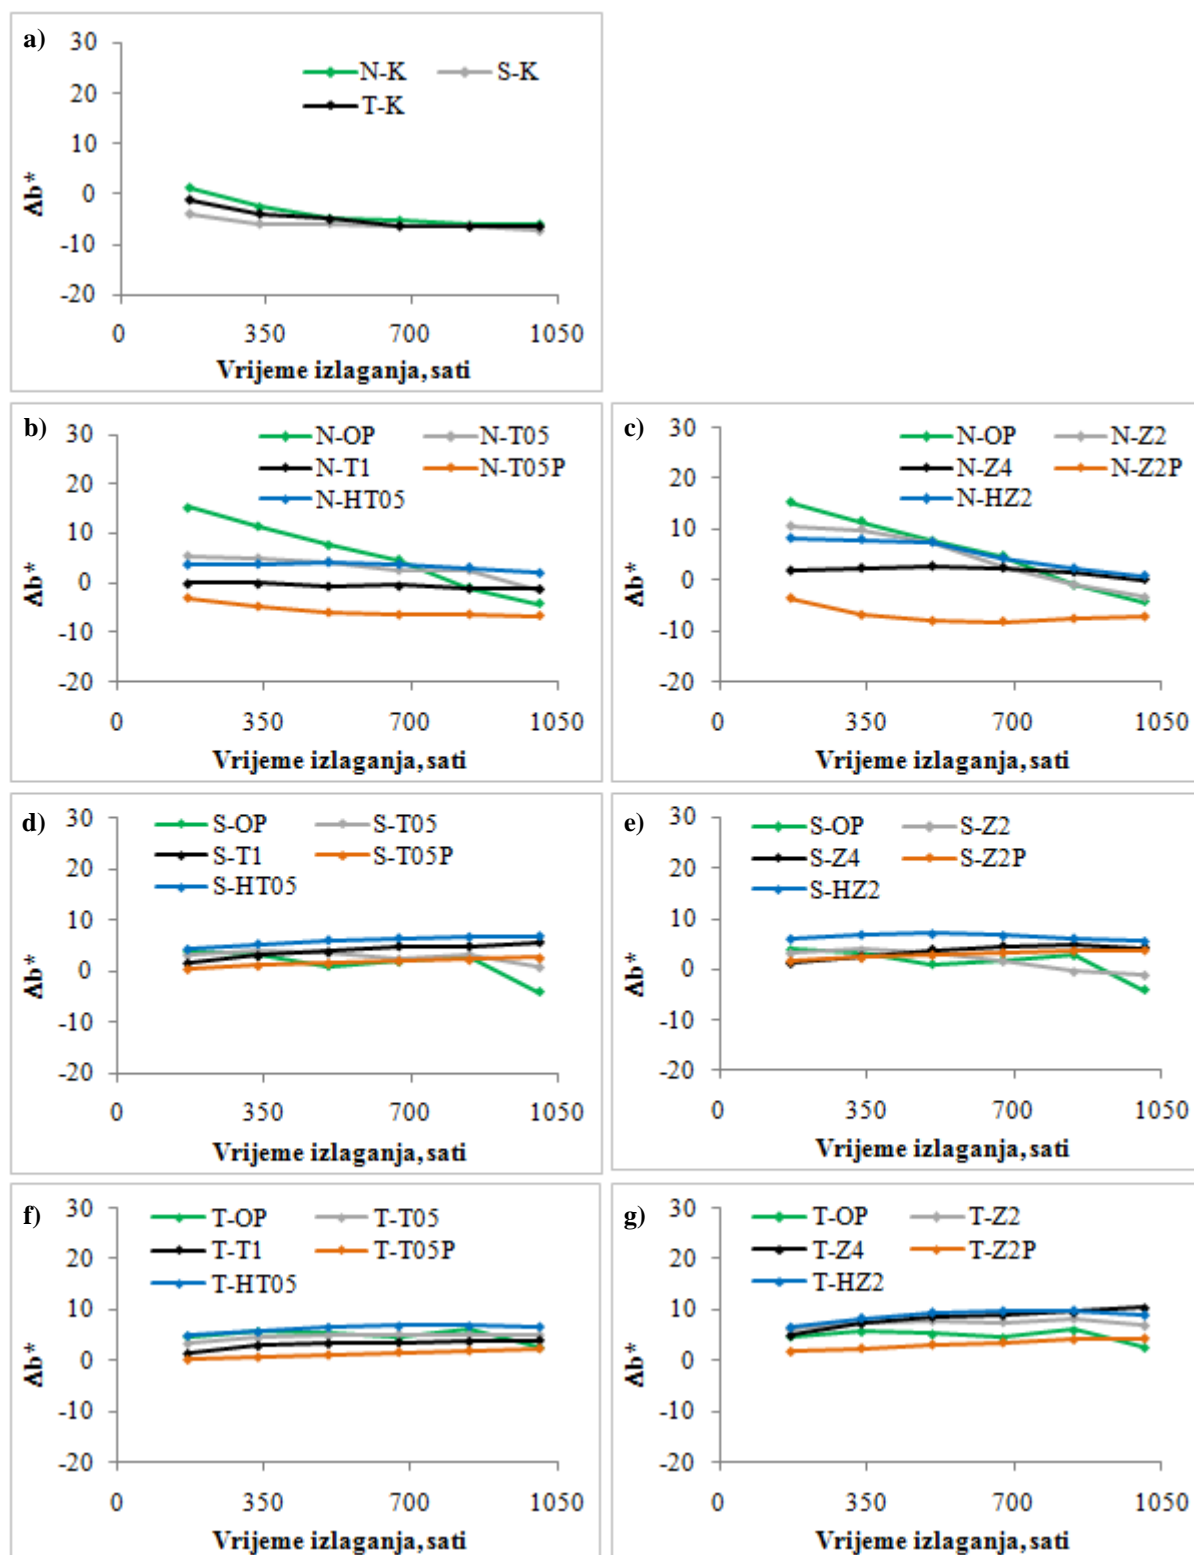 a)
30
20
10
0
-10
-20
Δb*
N-K S-K
T-K
0 350 700 1050
Vrijeme izlaganja, sati
b)
30
20
10
0
-10
-20
Δb*
N-OP N-T05
N-T1 N-T05P
N-HT05
0 350 700 1050
Vrijeme izlaganja, sati
c)
30
20
10
0
-10
-20
Δb*
N-OP N-Z2
N-Z4 N-Z2P
N-HZ2
0 350 700 1050
Vrijeme izlaganja, sati
d)
30
20
10
0
-10
-20
Δb*
S-OP S-T05
S-T1 S-T05P
S-HT05
0 350 700 1050
Vrijeme izlaganja, sati
e)
30
20
10
0
-10
-20
Δb*
S-OP S-Z2
S-Z4 S-Z2P
S-HZ2
0 350 700 1050
Vrijeme izlaganja, sati
f)
30
20
10
0
-10
-20
Δb*
T-OP T-T05
T-T1 T-T05P
T-HT05
0 350 700 1050
Vrijeme izlaganja, sati
g)
30
20
10
0
-10
-20
Δb*
T-OP T-Z2
T-Z4 T-Z2P
T-HZ2
0 350 700 1050
Vrijeme izlaganja, sati